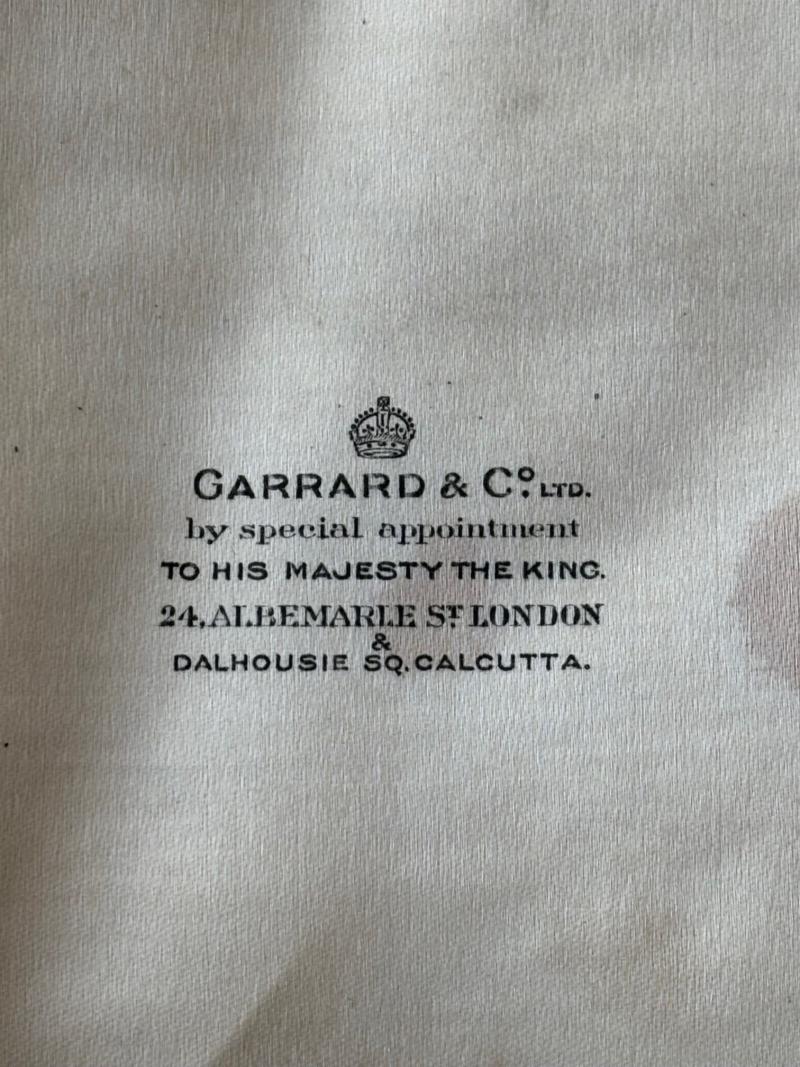 GARRARD & Cº LTD.
by special appointment
TO HIS MAJESTY THE KING.
24, ALBEMARLE ST LONDON
&
DALHOUSIE SQ. CALCUTTA.